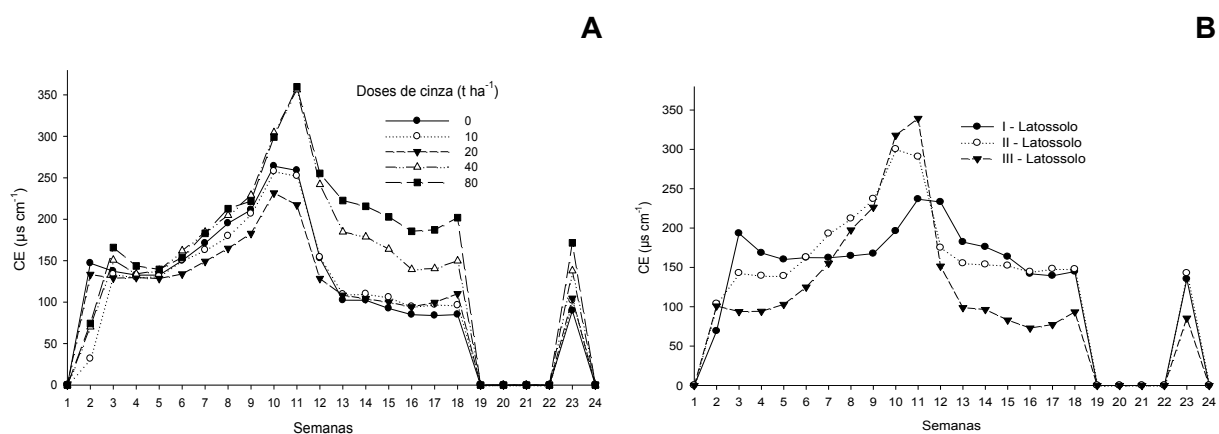 A
CE (µs cm⁻¹)
350
300
250
200
150
100
50
0
Doses de cinza (t ha⁻¹)
0
10
20
40
80
1 2 3 4 5 6 7 8 9 10 11 12 13 14 15 16 17 18 19 20 21 22 23 24
Semanas
B
CE (µs cm⁻¹)
350
300
250
200
150
100
50
0
I - Latossolo
II - Latossolo
III - Latossolo
1 2 3 4 5 6 7 8 9 10 11 12 13 14 15 16 17 18 19 20 21 22 23 24
Semanas